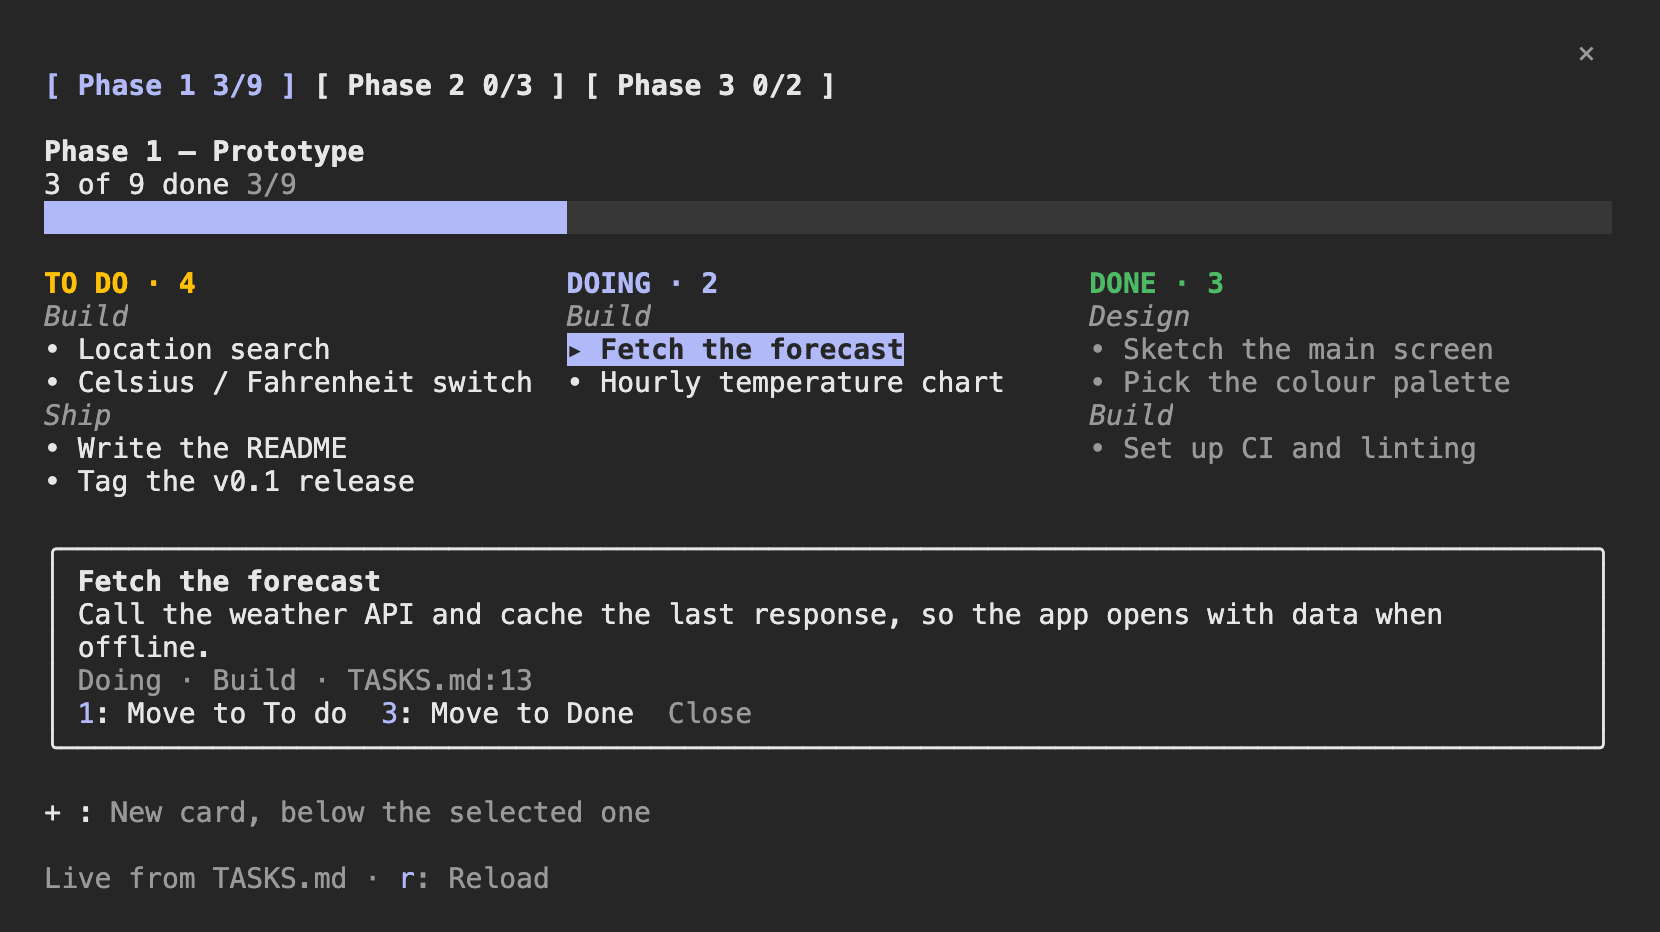 ×
[ Phase 1 3/9 ] [ Phase 2 0/3 ] [ Phase 3 0/2 ]
Phase 1 — Prototype
3 of 9 done 3/9
TO DO · 4
Build
• Location search
• Celsius / Fahrenheit switch
Ship
• Write the README
• Tag the v0.1 release
DOING · 2
Build
▸ Fetch the forecast
• Hourly temperature chart
DONE · 3
Design
• Sketch the main screen
• Pick the colour palette
Build
• Set up CI and linting
Fetch the forecast
Call the weather API and cache the last response, so the app opens with data when
offline.
Doing · Build · TASKS.md:13
1: Move to To do  3: Move to Done  Close
+ : New card, below the selected one
Live from TASKS.md · r: Reload